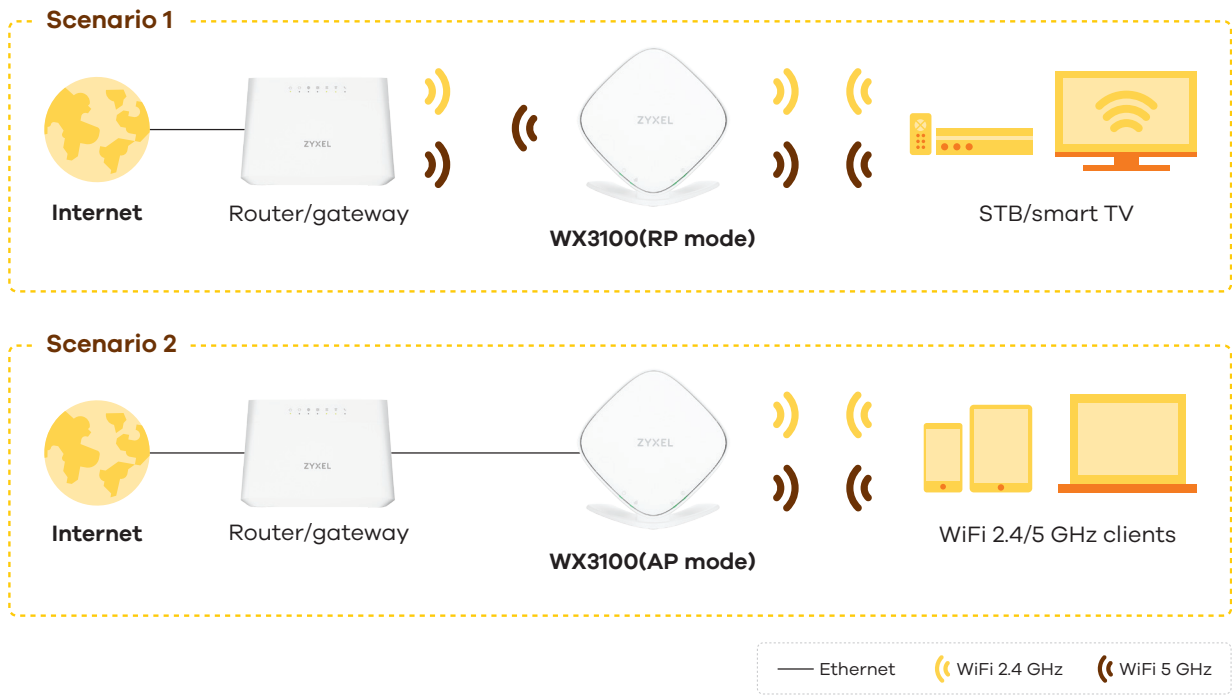 Scenario 1
ZYXEL
ZYXEL
Internet
Router/gateway
STB/smart TV
WX3100(RP mode)
Scenario 2
ZYXEL
ZYXEL
Internet
Router/gateway
WiFi 2.4/5 GHz clients
WX3100(AP mode)
Ethernet
WiFi 2.4 GHz
WiFi 5 GHz